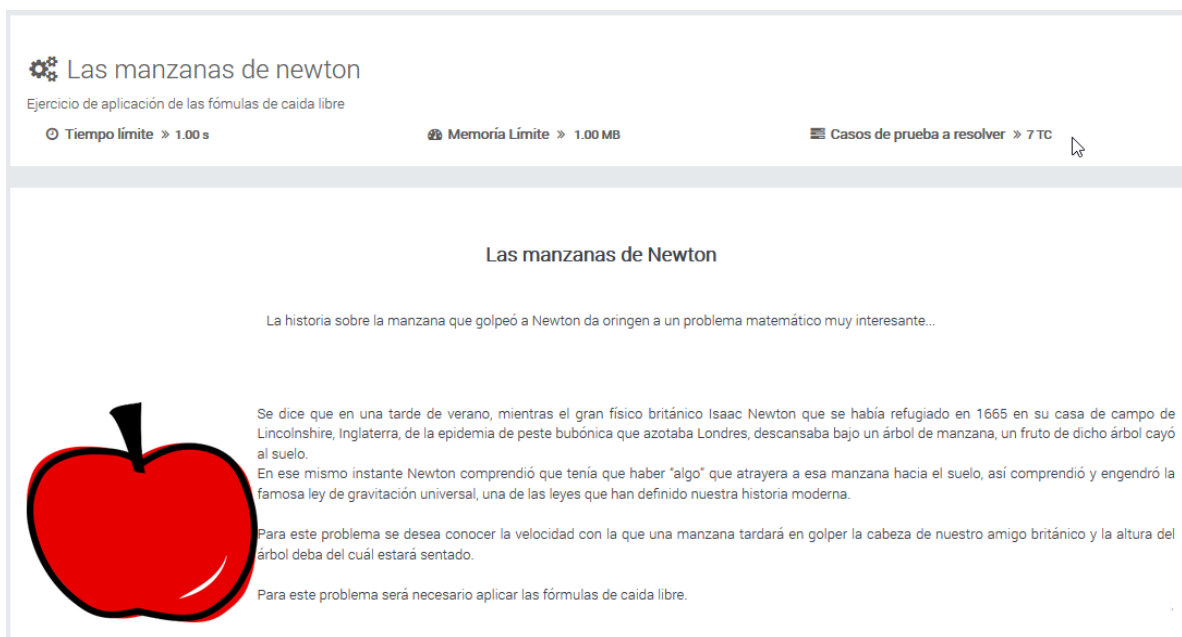 Las manzanas de newton
Ejercicio de aplicación de las fómulas de caida libre
Tiempo límite » 1.00 s
Memoría Límite » 1.00 MB
Casos de prueba a resolver » 7 TC
Las manzanas de Newton
La historia sobre la manzana que golpeó a Newton da oringen a un problema matemático muy interesante...
Se dice que en una tarde de verano, mientras el gran físico británico Isaac Newton que se había refugiado en 1665 en su casa de campo de
Lincolnshire, Inglaterra, de la epidemia de peste bubónica que azotaba Londres, descansaba bajo un árbol de manzana, un fruto de dicho árbol cayó
al suelo.
En ese mismo instante Newton comprendió que tenía que haber "algo" que atrayera a esa manzana hacia el suelo, así comprendió y engendró la
famosa ley de gravitación universal, una de las leyes que han definido nuestra historia moderna.
Para este problema se desea conocer la velocidad con la que una manzana tardará en golper la cabeza de nuestro amigo británico y la altura del
árbol deba del cuál estará sentado.
Para este problema será necesario aplicar las fórmulas de caida libre.